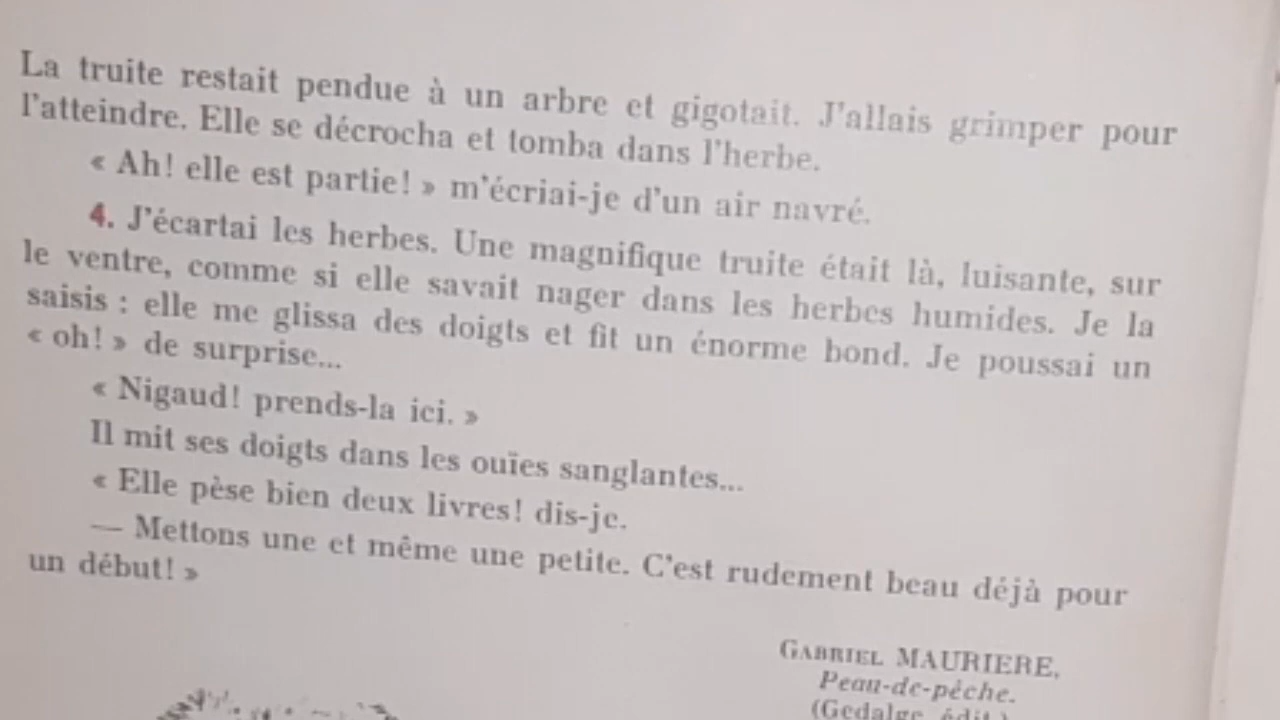 La truite restait pendue à un arbre et gigotait. J'allais grimper pour
l'atteindre. Elle se décrocha et tomba dans l'herbe.
« Ah! elle est partie! » m'écriai-je d'un air navré.
4. J'écartai les herbes. Une magnifique truite était là, luisante, sur
le ventre, comme si elle savait nager dans les herbes humides. Je la
saisis : elle me glissa des doigts et fit un énorme bond. Je poussai un
« oh! » de surprise...
« Nigaud! prends-la ici. »
Il mit ses doigts dans les ouïes sanglantes...
« Elle pèse bien deux livres! dis-je.
— Mettons une et même une petite. C'est rudement beau déjà pour
un début! »
GABRIEL MAURIERE,
Peau-de-pêche.
(Gedalge, édit.)